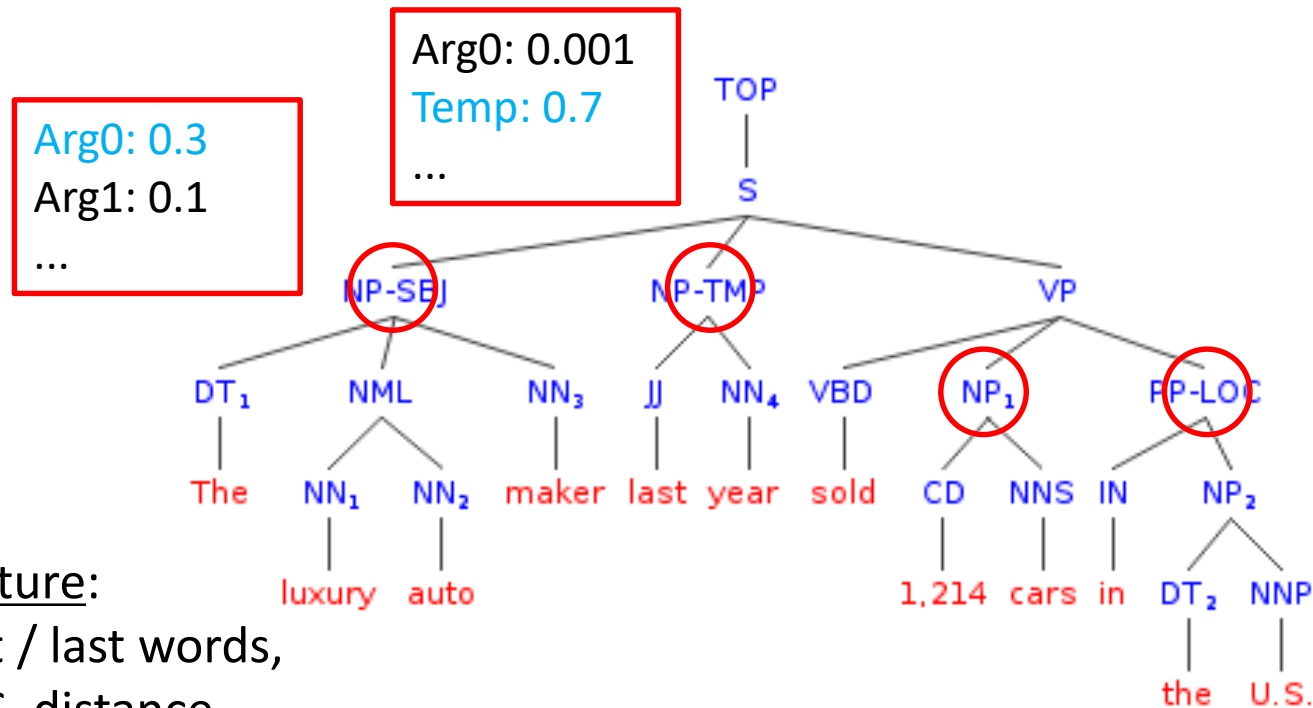 Arg0: 0.001
Temp: 0.7
...
Arg0: 0.3
Arg1: 0.1
...
TOP
S
NP-SBJ NP-TMP VP
DT₁ NML NN₃ JJ NN₄ VBD NP₁ PP-LOC
The NN₁ NN₂ maker last year sold CD NNS IN NP₂
luxury auto 1,214 cars in DT₂ NNP
the U.S.
ture:
/ last words,
distance